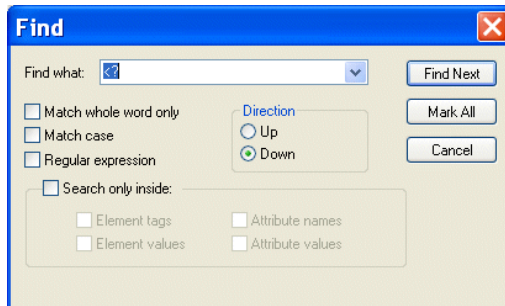 Find
Find what: <?
Find Next
Match whole word only
Match case
Regular expression
Direction
Up
Down
Mark All
Cancel
Search only inside:
Element tags
Attribute names
Element values
Attribute values